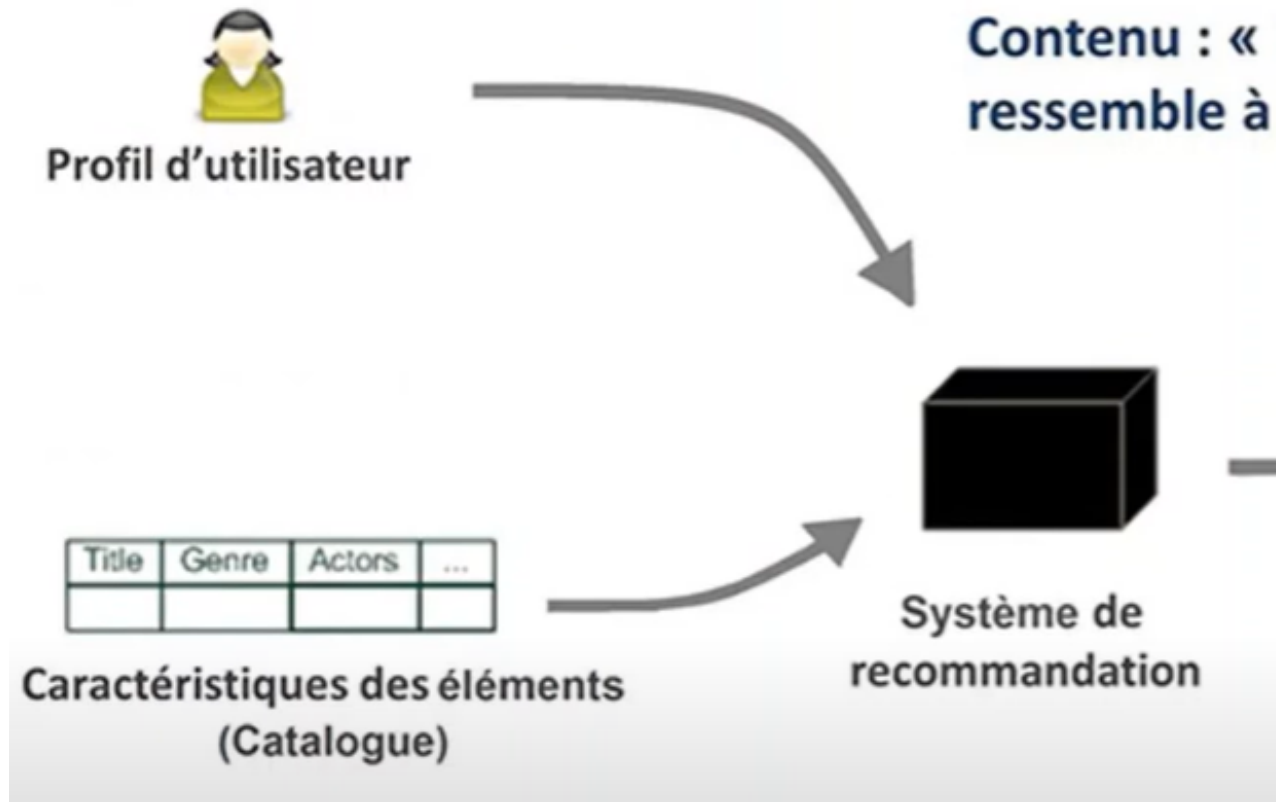 Contenu : «
ressemble à
Profil d’utilisateur
Title Genre Actors ...
Caractéristiques des éléments
(Catalogue)
Système de
recommandation